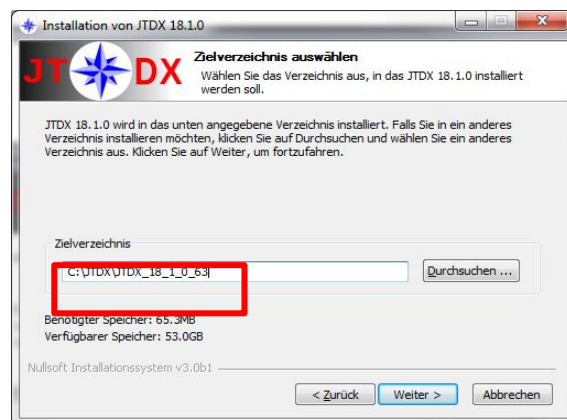 Installation von JTDX 18.1.0
JTDX
Zielverzeichnis auswählen
Wählen Sie das Verzeichnis aus, in das JTDX 18.1.0 installiert
werden soll.
JTDX 18.1.0 wird in das unten angegebene Verzeichnis installiert. Falls Sie in ein anderes
Verzeichnis installieren möchten, klicken Sie auf Durchsuchen und wählen Sie ein anderes
Verzeichnis aus. Klicken Sie auf Weiter, um fortzufahren.
Zielverzeichnis
C:\JTDX\JTDX_18_1_0_63
Durchsuchen ...
Benötigter Speicher: 65.3MB
Verfügbarer Speicher: 53.0GB
Nullsoft Installationssystem v3.0b1
< Zurück
Weiter >
Abbrechen